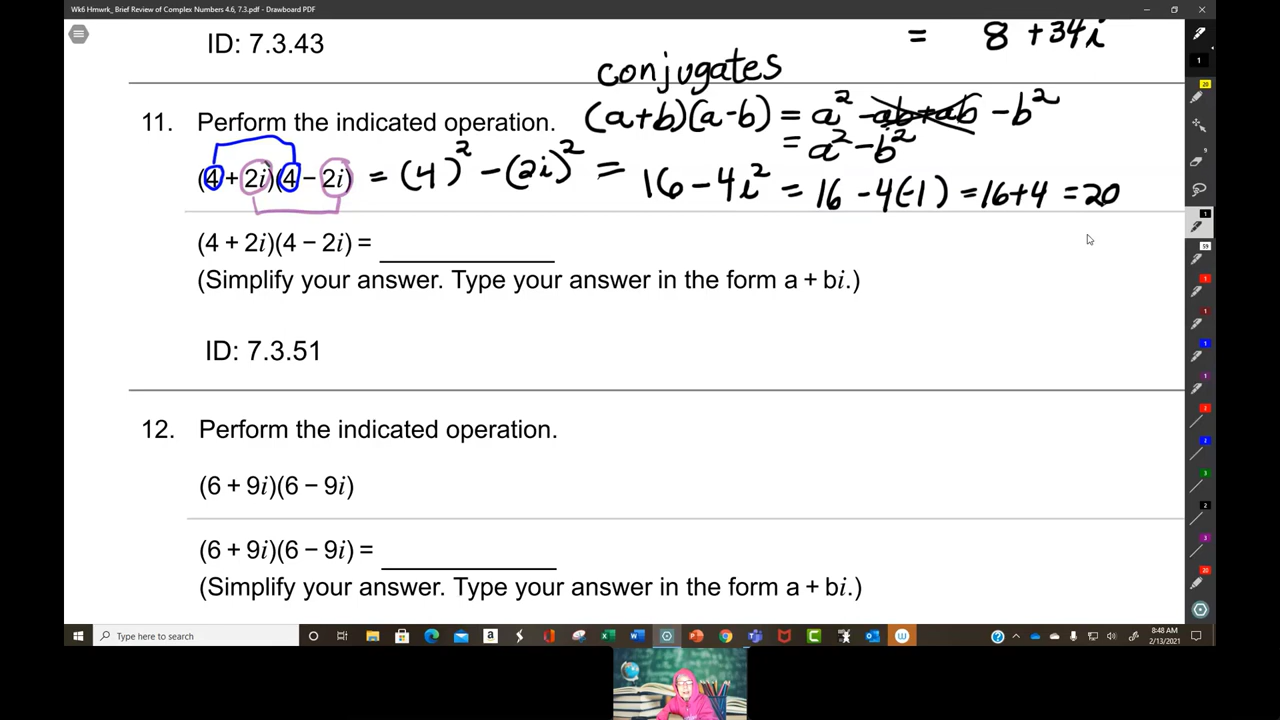 Wk6 Hmwrk_ Brief Review of Complex Numbers 4.6, 7.3.pdf - Drawboard PDF
ID: 7.3.43
= 8 + 34i
conjugates
(a+b)(a-b) = a² - ab + ab - b²
= a² - b²
11. Perform the indicated operation.
(4 + 2i)(4 − 2i) = (4)² - (2i)² = 16 - 4i² = 16 - 4(-1) = 16+4 = 20
(4 + 2i)(4 − 2i) = ____________
(Simplify your answer. Type your answer in the form a + bi.)
ID: 7.3.51
12. Perform the indicated operation.
(6 + 9i)(6 − 9i)
(6 + 9i)(6 − 9i) = ____________
(Simplify your answer. Type your answer in the form a + bi.)
Type here to search
8:48 AM
2/13/2021